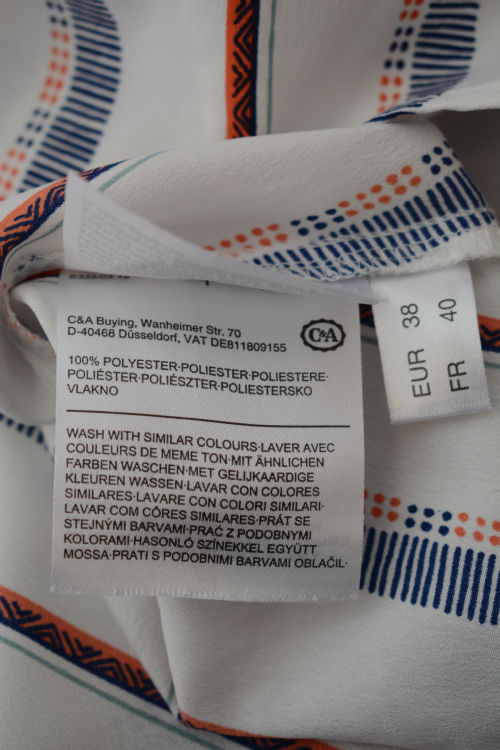 C&A Buying, Wanheimer Str. 70
D-40468 Düsseldorf, VAT DE811809155
C&A
100% POLYESTER·POLIESTER·POLIESTERE·
POLIÉSTER·POLIÉSZTER·POLIESTERSKO
VLAKNO
WASH WITH SIMILAR COLOURS·LAVER AVEC
COULEURS DE MEME TON·MIT ÄHNLICHEN
FARBEN WASCHEN·MET GELIJKAARDIGE
KLEUREN WASSEN·LAVAR CON COLORES
SIMILARES·LAVARE CON COLORI SIMILARI·
LAVAR COM CÔRES SIMILARES·PRÁT SE
STEJNÝMI BARVAMI·PRAĆ Z PODOBNYMI
KOLORAMI·HASONLÓ SZÍNEKKEL EGYÜTT
MOSSA·PRATI S PODOBNIMI BARVAMI OBLAČIL·
EUR 38
FR 40